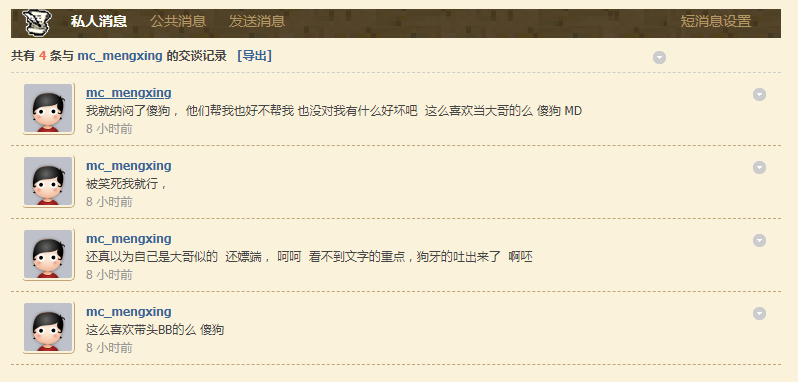 私人消息 公共消息 发送消息 短消息设置
共有 4 条与 mc_mengxing 的交谈记录 [导出]
mc_mengxing
我就纳闷了傻狗， 他们帮我也好不帮我 也没对我有什么好坏吧 这么喜欢当大哥的么 傻狗 MD
8 小时前
mc_mengxing
被笑死我就行，
8 小时前
mc_mengxing
还真以为自己是大哥似的 还嫖踹， 呵呵 看不到文字的重点，狗牙的吐出来了 啊呸
8 小时前
mc_mengxing
这么喜欢带头BB的么 傻狗
8 小时前